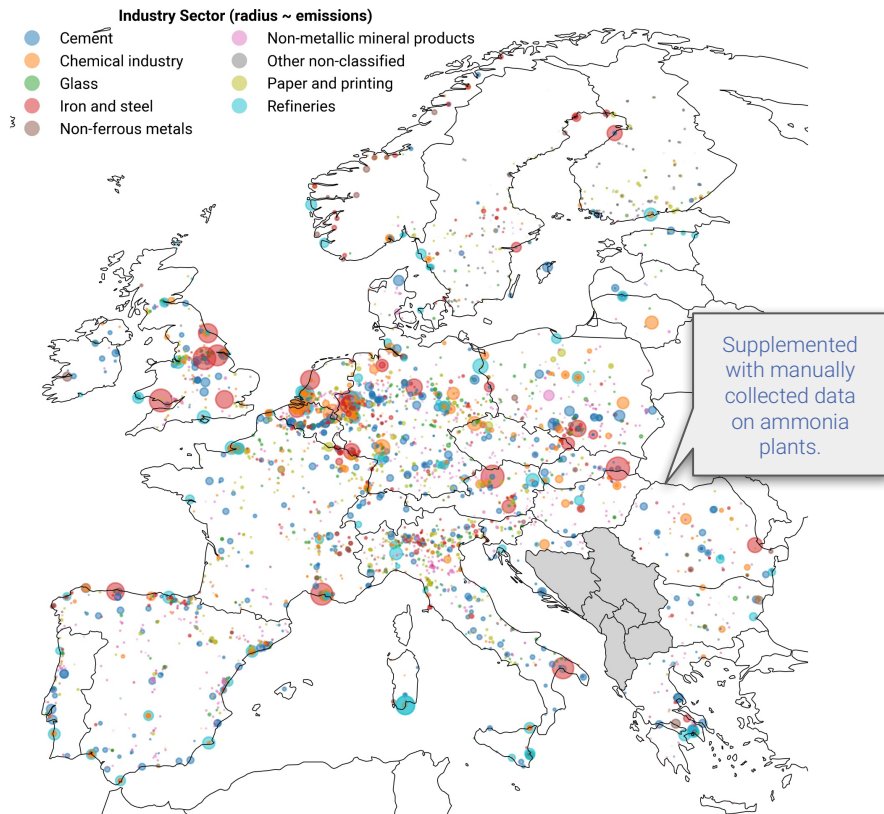 Industry Sector (radius ~ emissions)
Cement
Chemical industry
Glass
Iron and steel
Non-ferrous metals
Non-metallic mineral products
Other non-classified
Paper and printing
Refineries
Supplemented
with manually
collected data
on ammonia
plants.